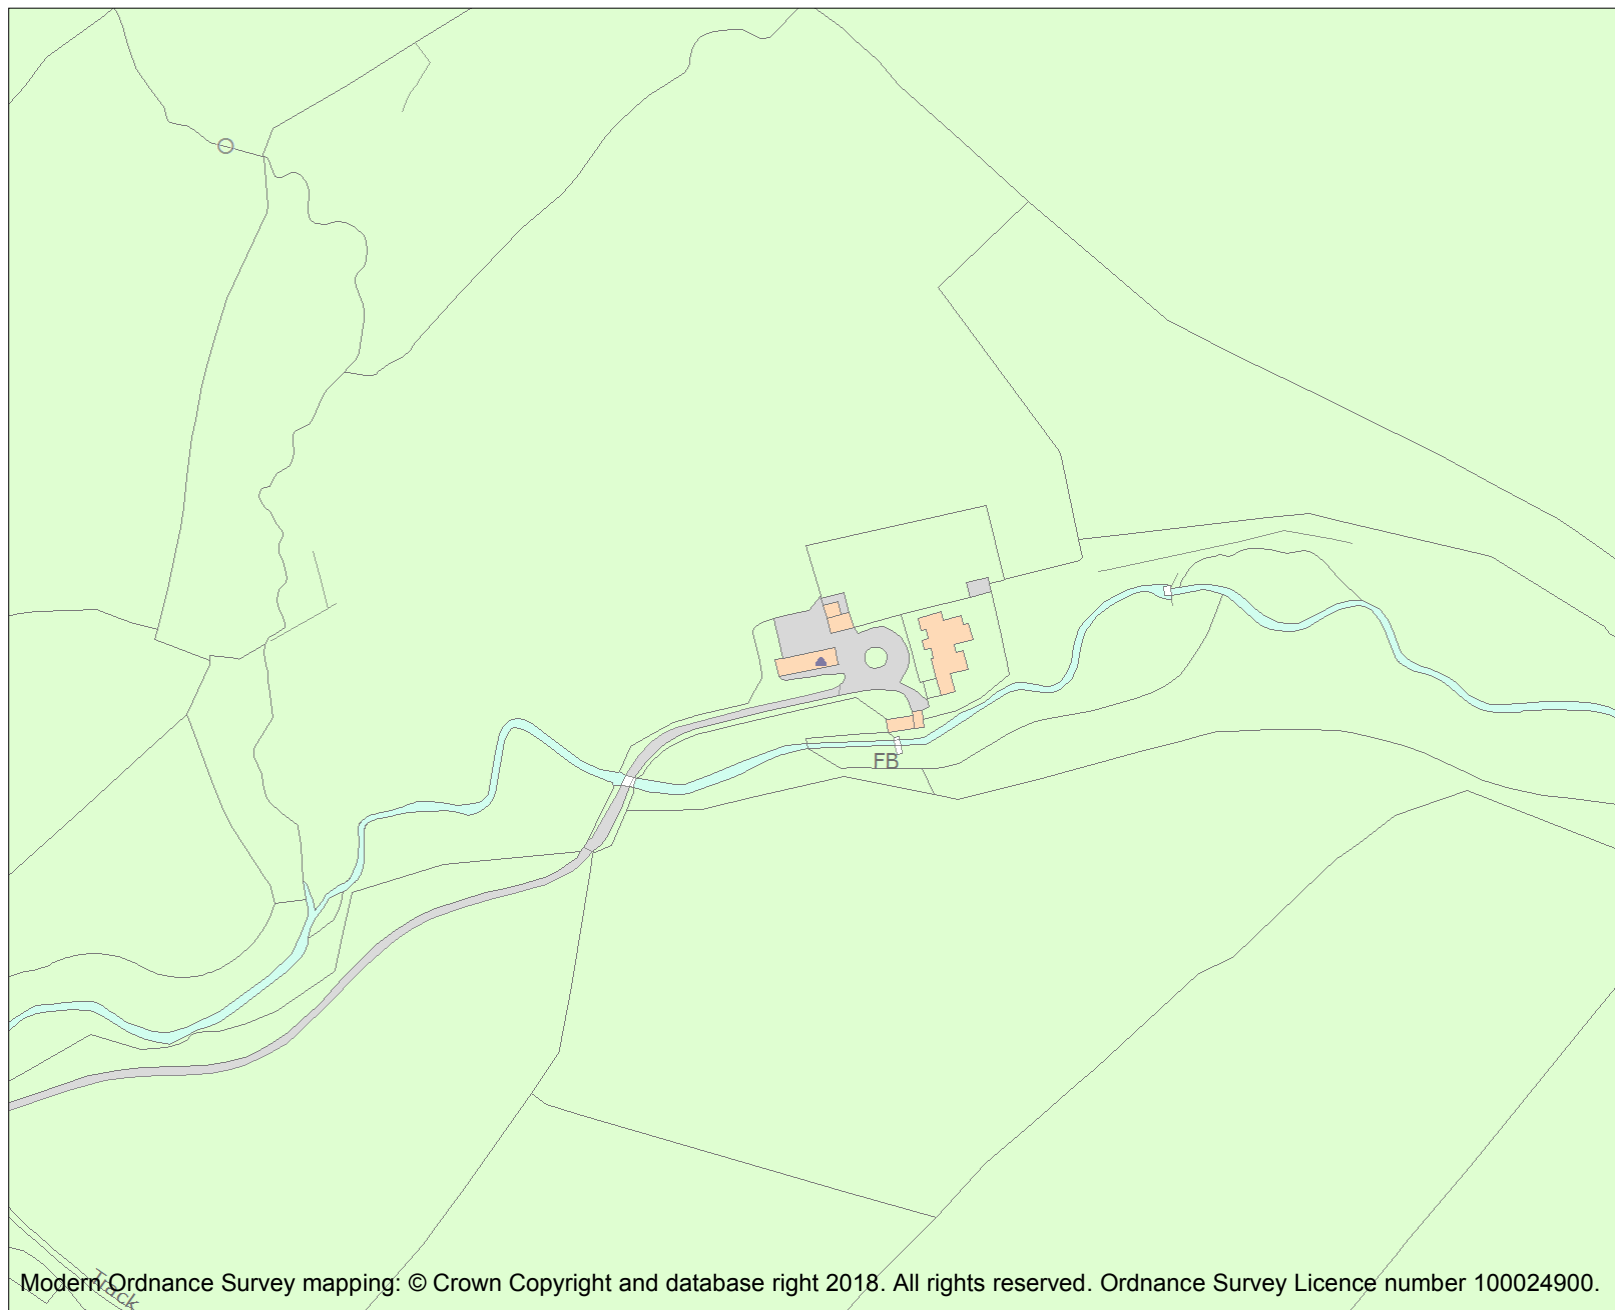 FB
Track
Modern Ordnance Survey mapping: © Crown Copyright and database right 2018. All rights reserved. Ordnance Survey Licence number 100024900.